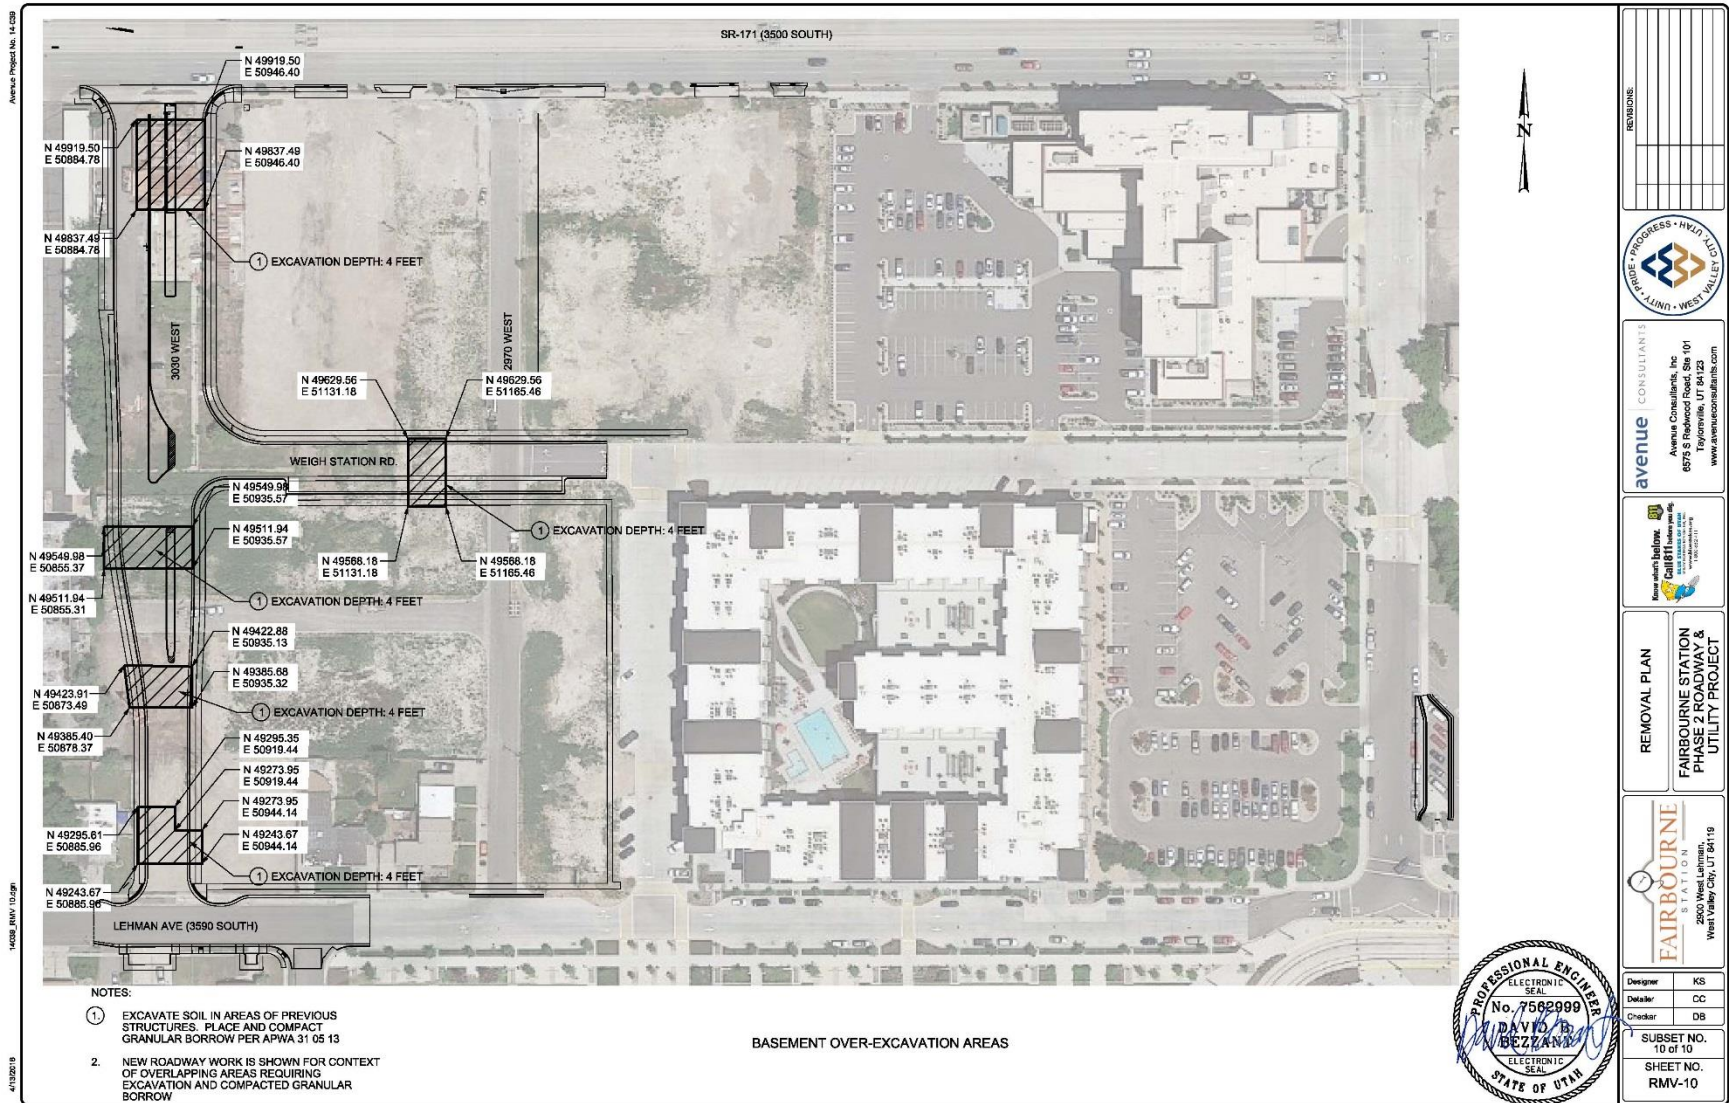 Avenue Project No. 14-039
14039_RMV 10.dgn
4/13/2018
SR-171 (3500 SOUTH)
N 49919.50
E 50946.40
N 49919.50
E 50884.78
N 49837.49
E 50946.40
N 49837.49
E 50884.78
1 EXCAVATION DEPTH: 4 FEET
3030 WEST
2970 WEST
N 49629.56
E 51131.18
N 49629.56
E 51165.46
WEIGH STATION RD.
N 49549.98
E 50935.57
N 49511.94
E 50935.57
1 EXCAVATION DEPTH: 4 FEET
N 49549.98
E 50855.37
N 49568.18
E 51131.18
N 49568.18
E 51165.46
N 49511.94
E 50855.31
1 EXCAVATION DEPTH: 4 FEET
N 49422.88
E 50935.13
N 49385.68
E 50935.32
N 49423.91
E 50873.49
1 EXCAVATION DEPTH: 4 FEET
N 49385.40
E 50878.37
N 49295.35
E 50919.44
N 49273.95
E 50919.44
N 49273.95
E 50944.14
N 49295.61
E 50885.96
N 49243.67
E 50944.14
1 EXCAVATION DEPTH: 4 FEET
N 49243.67
E 50885.96
LEHMAN AVE (3590 SOUTH)
N
NOTES:
1. EXCAVATE SOIL IN AREAS OF PREVIOUS
STRUCTURES. PLACE AND COMPACT
GRANULAR BORROW PER APWA 31 05 13
2. NEW ROADWAY WORK IS SHOWN FOR CONTEXT
OF OVERLAPPING AREAS REQUIRING
EXCAVATION AND COMPACTED GRANULAR
BORROW
BASEMENT OVER-EXCAVATION AREAS
PROFESSIONAL ENGINEER
ELECTRONIC
SEAL
No. 7562999
DAVID B.
BEZZANT
ELECTRONIC
SEAL
STATE OF UTAH
REVISIONS:
UNITY • PRIDE • PROGRESS • WEST VALLEY CITY, UTAH
avenue CONSULTANTS
Avenue Consultants, Inc
6575 S Redwood Road, Ste 101
Taylorsville, UT 84123
www.avenueconsultants.com
Know what's below.
Call 811 before you dig.
REMOVAL PLAN
FAIRBOURNE STATION
PHASE 2 ROADWAY &
UTILITY PROJECT
FAIRBOURNE
STATION
2900 West Lehman,
West Valley City, UT 84119
Designer KS
Detailer CC
Checker DB
SUBSET NO.
10 of 10
SHEET NO.
RMV-10